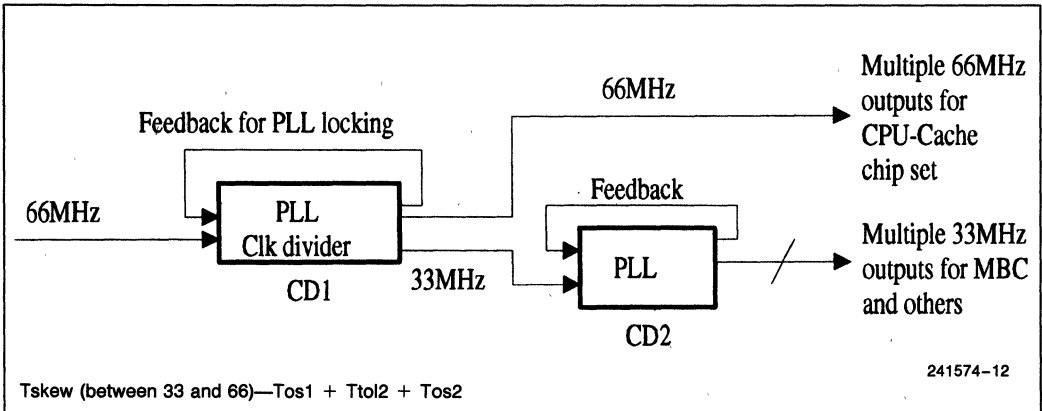 Multiple 66MHz
outputs for
CPU-Cache
chip set
66MHz
Feedback for PLL locking
Feedback
66MHz
PLL
Clk divider
CD1
33MHz
PLL
CD2
Multiple 33MHz
outputs for MBC
and others
241574-12
Tskew (between 33 and 66)—Tos1 + Ttol2 + Tos2